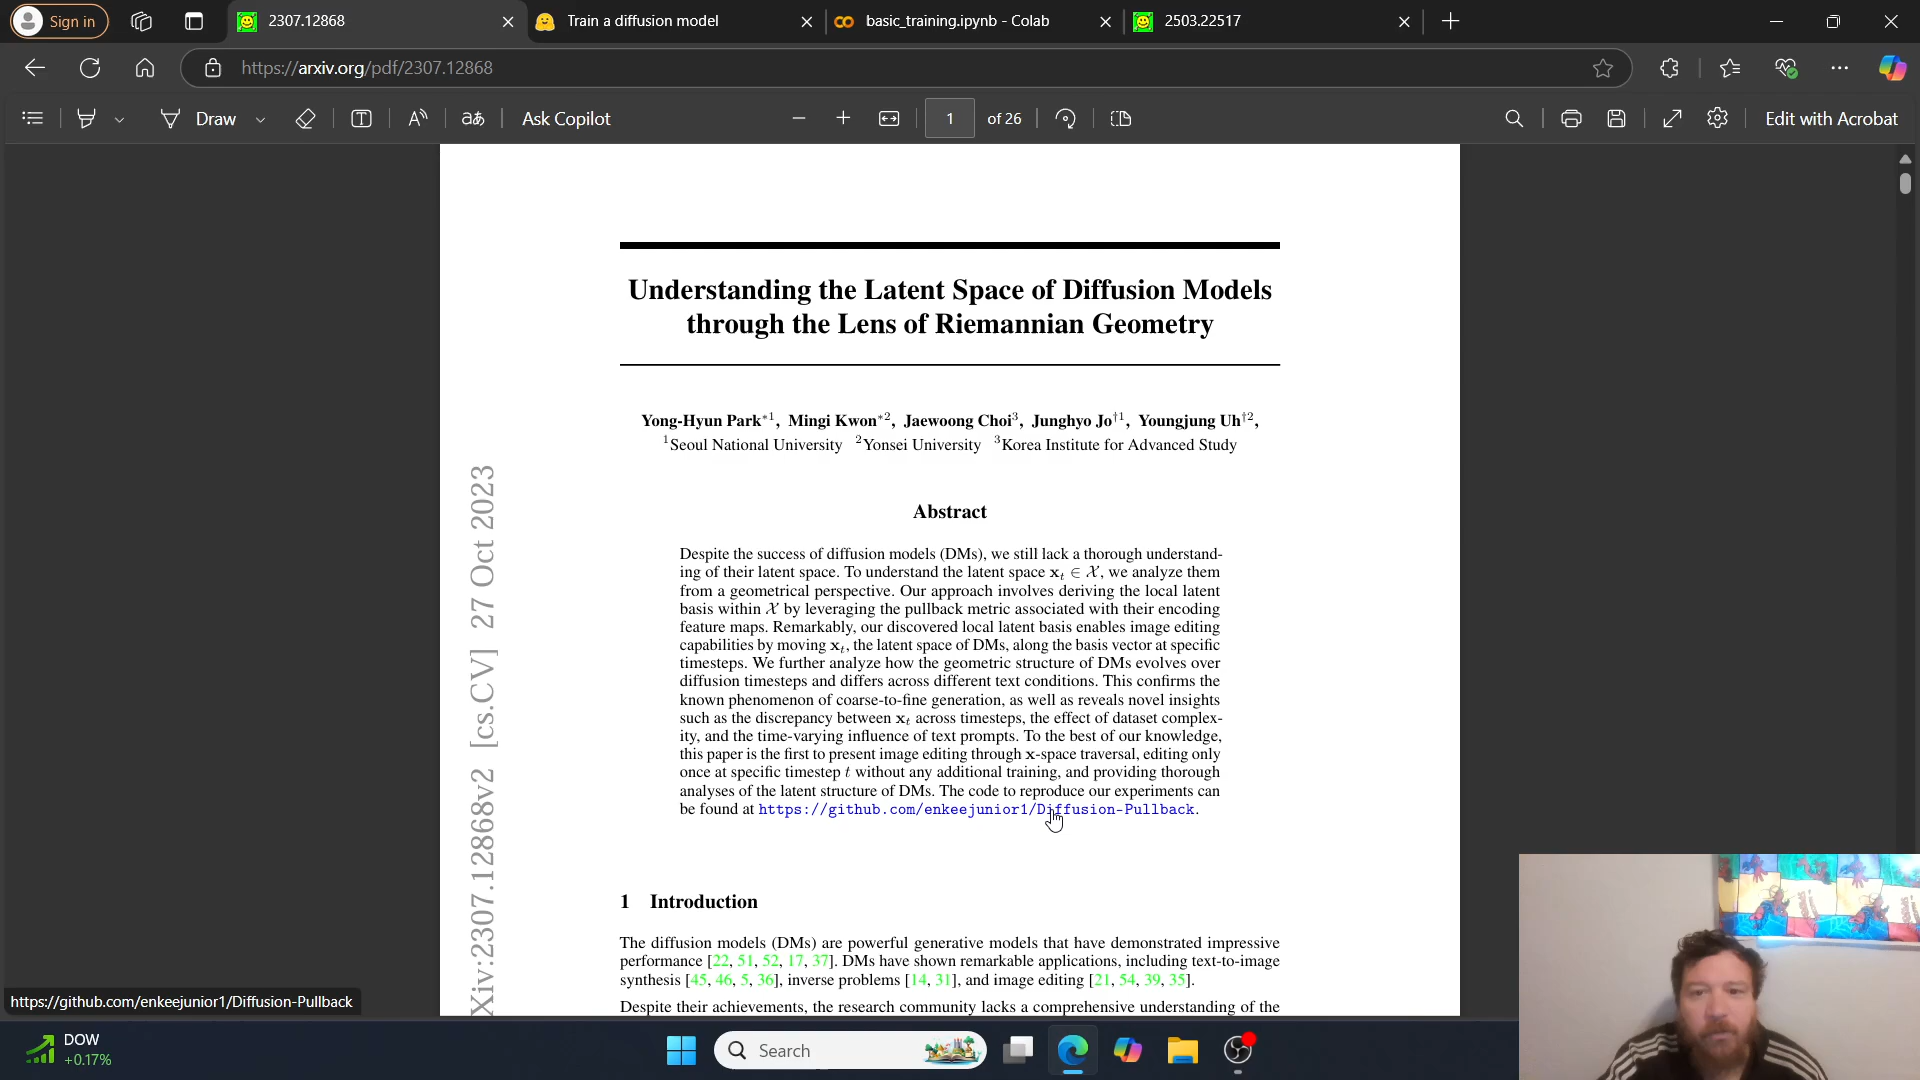 Sign in
2307.12868
Train a diffusion model
basic_training.ipynb - Colab
2503.22517
https://arxiv.org/pdf/2307.12868
Draw
Ask Copilot
1 of 26
Edit with Acrobat
Understanding the Latent Space of Diffusion Models
through the Lens of Riemannian Geometry
Yong-Hyun Park*1, Mingi Kwon*2, Jaewoong Choi3, Junghyo Jo†1, Youngjung Uh†2,
1Seoul National University 2Yonsei University 3Korea Institute for Advanced Study
Abstract
Despite the success of diffusion models (DMs), we still lack a thorough understand-
ing of their latent space. To understand the latent space xt ∈ X, we analyze them
from a geometrical perspective. Our approach involves deriving the local latent
basis within X by leveraging the pullback metric associated with their encoding
feature maps. Remarkably, our discovered local latent basis enables image editing
capabilities by moving xt, the latent space of DMs, along the basis vector at specific
timesteps. We further analyze how the geometric structure of DMs evolves over
diffusion timesteps and differs across different text conditions. This confirms the
known phenomenon of coarse-to-fine generation, as well as reveals novel insights
such as the discrepancy between xt across timesteps, the effect of dataset complex-
ity, and the time-varying influence of text prompts. To the best of our knowledge,
this paper is the first to present image editing through x-space traversal, editing only
once at specific timestep t without any additional training, and providing thorough
analyses of the latent structure of DMs. The code to reproduce our experiments can
be found at https://github.com/enkeejunior1/Diffusion-Pullback.
Xiv:2307.12868v2 [cs.CV] 27 Oct 2023
1 Introduction
The diffusion models (DMs) are powerful generative models that have demonstrated impressive
performance [22, 51, 52, 17, 37]. DMs have shown remarkable applications, including text-to-image
synthesis [45, 46, 5, 36], inverse problems [14, 31], and image editing [21, 54, 39, 35].
Despite their achievements, the research community lacks a comprehensive understanding of the
https://github.com/enkeejunior1/Diffusion-Pullback
DOW
+0.17%
Search